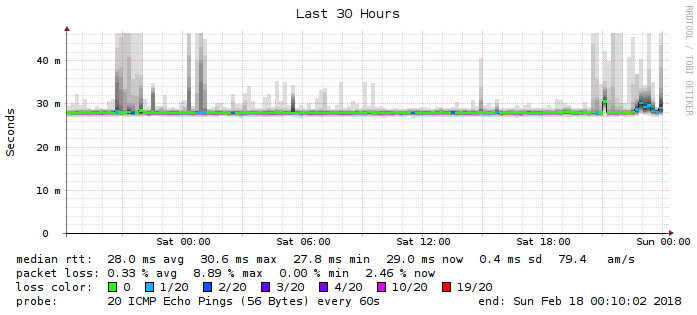 Last 30 Hours
RRDTOOL / TOBI OETIKER
Seconds
40 m
30 m
20 m
10 m
0
Sat 00:00 Sat 06:00 Sat 12:00 Sat 18:00 Sun 00:00
median rtt: 28.0 ms avg 30.6 ms max 27.8 ms min 29.0 ms now 0.4 ms sd 79.4 am/s
packet loss: 0.33 % avg 8.89 % max 0.00 % min 2.46 % now
loss color: 0 1/20 2/20 3/20 4/20 10/20 19/20
probe: 20 ICMP Echo Pings (56 Bytes) every 60s end: Sun Feb 18 00:10:02 2018